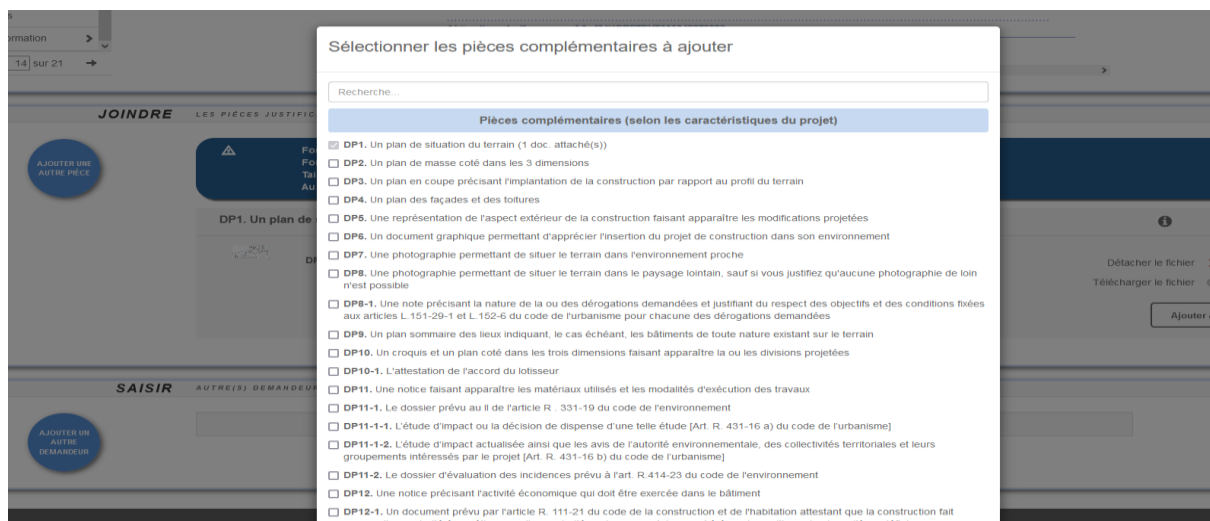 ormation
14 sur 21
Sélectionner les pièces complémentaires à ajouter
Recherche...
Pièces complémentaires (selon les caractéristiques du projet)
DP1. Un plan de situation du terrain (1 doc. attaché(s))
DP2. Un plan de masse coté dans les 3 dimensions
DP3. Un plan en coupe précisant l'implantation de la construction par rapport au profil du terrain
DP4. Un plan des façades et des toitures
DP5. Une représentation de l'aspect extérieur de la construction faisant apparaître les modifications projetées
DP6. Un document graphique permettant d'apprécier l'insertion du projet de construction dans son environnement
DP7. Une photographie permettant de situer le terrain dans l'environnement proche
DP8. Une photographie permettant de situer le terrain dans le paysage lointain, sauf si vous justifiez qu'aucune photographie de loin
n'est possible
DP8-1. Une note précisant la nature de la ou des dérogations demandées et justifiant du respect des objectifs et des conditions fixées
aux articles L.151-29-1 et L.152-6 du code de l'urbanisme pour chacune des dérogations demandées
DP9. Un plan sommaire des lieux indiquant, le cas échéant, les bâtiments de toute nature existant sur le terrain
DP10. Un croquis et un plan coté dans les trois dimensions faisant apparaître la ou les divisions projetées
DP10-1. L'attestation de l'accord du lotisseur
DP11. Une notice faisant apparaître les matériaux utilisés et les modalités d'exécution des travaux
DP11-1. Le dossier prévu au II de l'article R . 331-19 du code de l'environnement
DP11-1-1. L'étude d'impact ou la décision de dispense d'une telle étude [Art. R. 431-16 a) du code de l'urbanisme]
DP11-1-2. L'étude d'impact actualisée ainsi que les avis de l'autorité environnementale, des collectivités territoriales et leurs
groupements intéressés par le projet [Art. R. 431-16 b) du code de l'urbanisme]
DP11-2. Le dossier d'évaluation des incidences prévu à l'art. R.414-23 du code de l'environnement
DP12. Une notice précisant l'activité économique qui doit être exercée dans le bâtiment
DP12-1. Un document prévu par l'article R. 111-21 du code de la construction et de l'habitation attestant que la construction fait
JOINDRE LES PIÈCES JUSTIFIC
AJOUTER UNE
AUTRE PIÈCE
Fo
Fo
Tai
Au
DP1. Un plan de
DP
Détacher le fichier
Télécharger le fichier
Ajouter
SAISIR AUTRE(S) DEMANDEUR
AJOUTER UN
AUTRE
DEMANDEUR